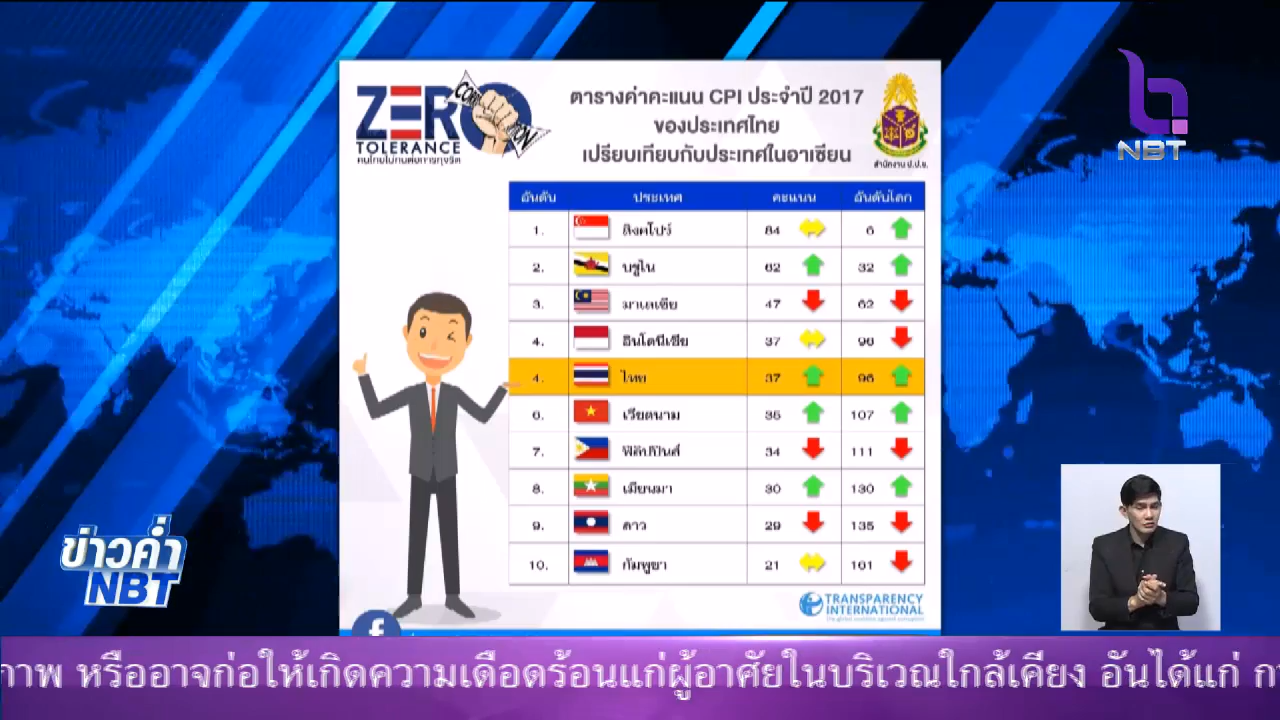 ZERO
CORRUPTION
TOLERANCE
คนไทยไม่ทนต่อการทุจริต
ตารางค่าคะแนน CPI ประจำปี 2017
ของประเทศไทย
เปรียบเทียบกับประเทศในอาเซียน
สำนักงาน ป.ป.ช.
NBT
อันดับ ประเทศ คะแนน อันดับโลก
1. สิงคโปร์ 84 6
2. บรูไน 62 32
3. มาเลเซีย 47 62
4. อินโดนีเซีย 37 96
4. ไทย 37 96
6. เวียดนาม 35 107
7. ฟิลิปปินส์ 34 111
8. เมียนมา 30 130
9. ลาว 29 135
10. กัมพูชา 21 161
TRANSPARENCY
INTERNATIONAL
the global coalition against corruption
f
ข่าวค่ำ
NBT
าพ หรืออาจก่อให้เกิดความเดือดร้อนแก่ผู้อาศัยในบริเวณใกล้เคียง อันได้แก่ ก